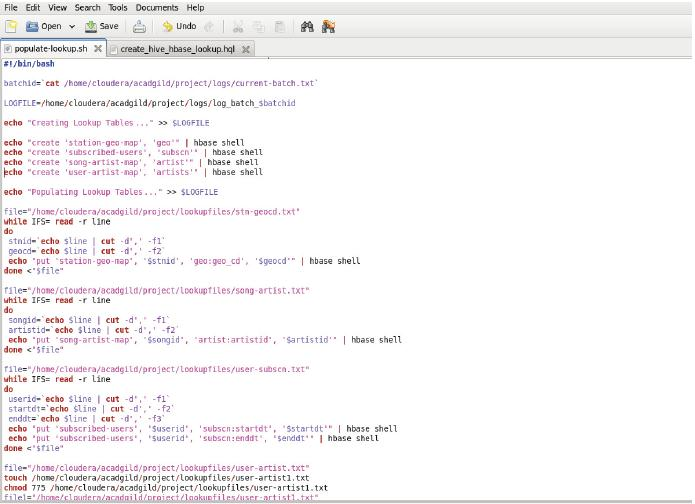 File Edit View Search Tools Documents Help
Open Save Undo
populate-lookup.sh create_hive_hbase_lookup.hql
#!/bin/bash
batchid=`cat /home/cloudera/acadgild/project/logs/current-batch.txt`
LOGFILE=/home/cloudera/acadgild/project/logs/log_batch_$batchid
echo "Creating Lookup Tables..." >> $LOGFILE
echo "create 'station-geo-map', 'geo'" | hbase shell
echo "create 'subscribed-users', 'subscn'" | hbase shell
echo "create 'song-artist-map', 'artist'" | hbase shell
echo "create 'user-artist-map', 'artists'" | hbase shell
echo "Populating Lookup Tables..." >> $LOGFILE
file="/home/cloudera/acadgild/project/lookupfiles/stn-geocd.txt"
while IFS= read -r line
do
stnid=`echo $line | cut -d',' -f1`
geocd=`echo $line | cut -d',' -f2`
echo "put 'station-geo-map', '$stnid', 'geo:geo_cd', '$geocd'" | hbase shell
done <"$file"
file="/home/cloudera/acadgild/project/lookupfiles/song-artist.txt"
while IFS= read -r line
do
songid=`echo $line | cut -d',' -f1`
artistid=`echo $line | cut -d',' -f2`
echo "put 'song-artist-map', '$songid', 'artist:artistid', '$artistid'" | hbase shell
done <"$file"
file="/home/cloudera/acadgild/project/lookupfiles/user-subscn.txt"
while IFS= read -r line
do
userid=`echo $line | cut -d',' -f1`
startdt=`echo $line | cut -d',' -f2`
enddt=`echo $line | cut -d',' -f3`
echo "put 'subscribed-users', '$userid', 'subscn:startdt', '$startdt'" | hbase shell
echo "put 'subscribed-users', '$userid', 'subscn:enddt', '$enddt'" | hbase shell
done <"$file"
file="/home/cloudera/acadgild/project/lookupfiles/user-artist.txt"
touch /home/cloudera/acadgild/project/lookupfiles/user-artist1.txt
chmod 775 /home/cloudera/acadgild/project/lookupfiles/user-artist1.txt
file1="/home/cloudera/acadgild/project/lookupfiles/user-artist1.txt"